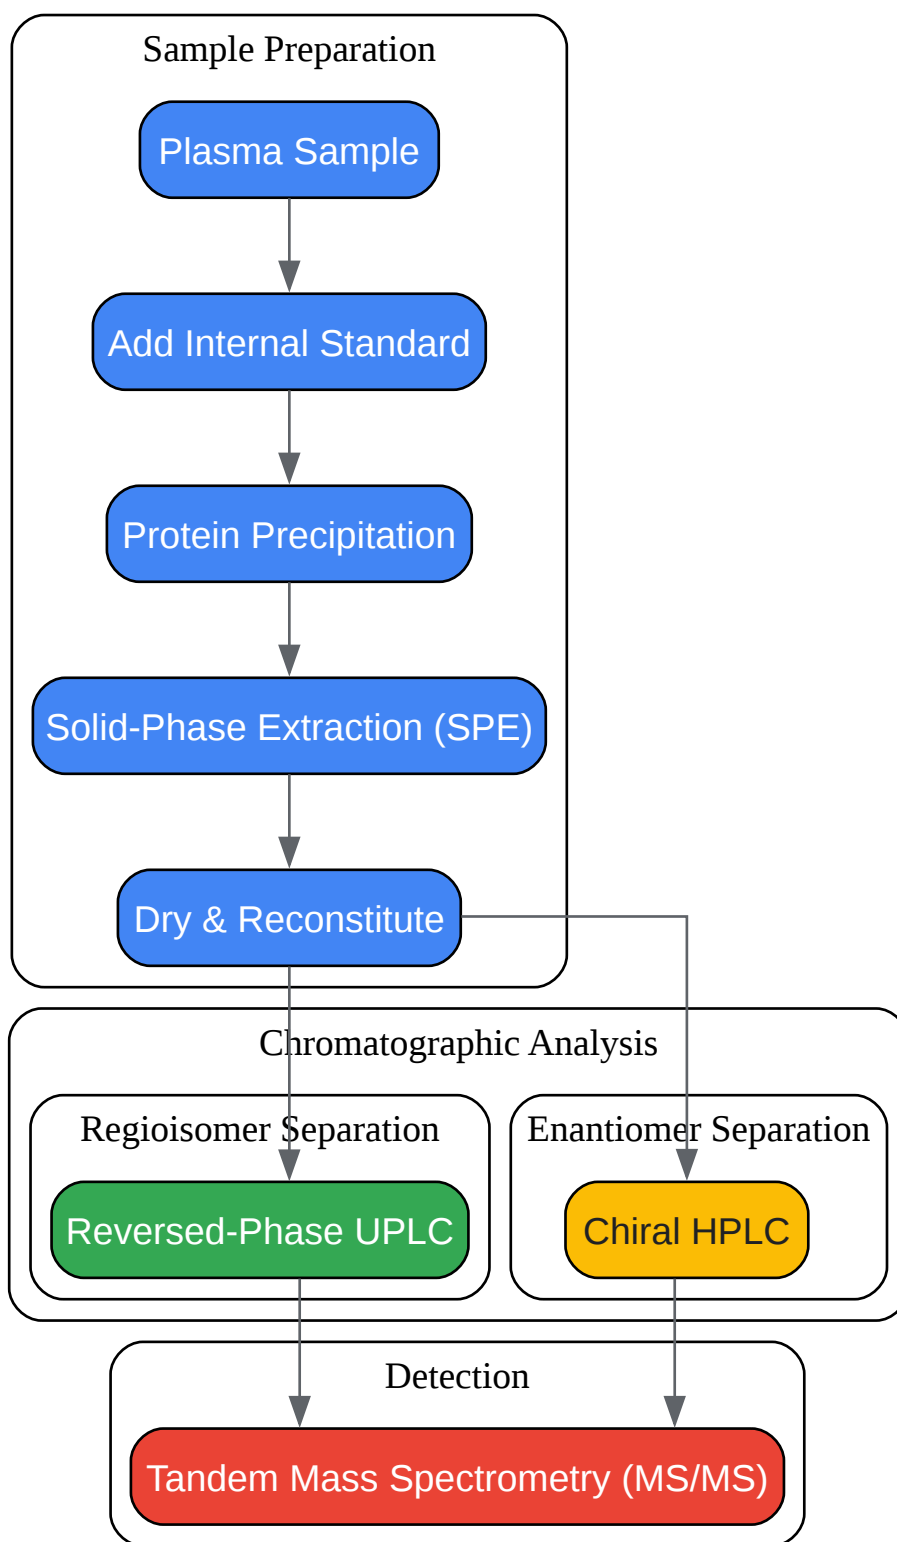 Sample Preparation
Plasma Sample
Add Internal Standard
Protein Precipitation
Solid-Phase Extraction (SPE)
Dry & Reconstitute
Chromatographic Analysis
Regioisomer Separation
Enantiomer Separation
Reversed-Phase UPLC
Chiral HPLC
Detection
Tandem Mass Spectrometry (MS/MS)